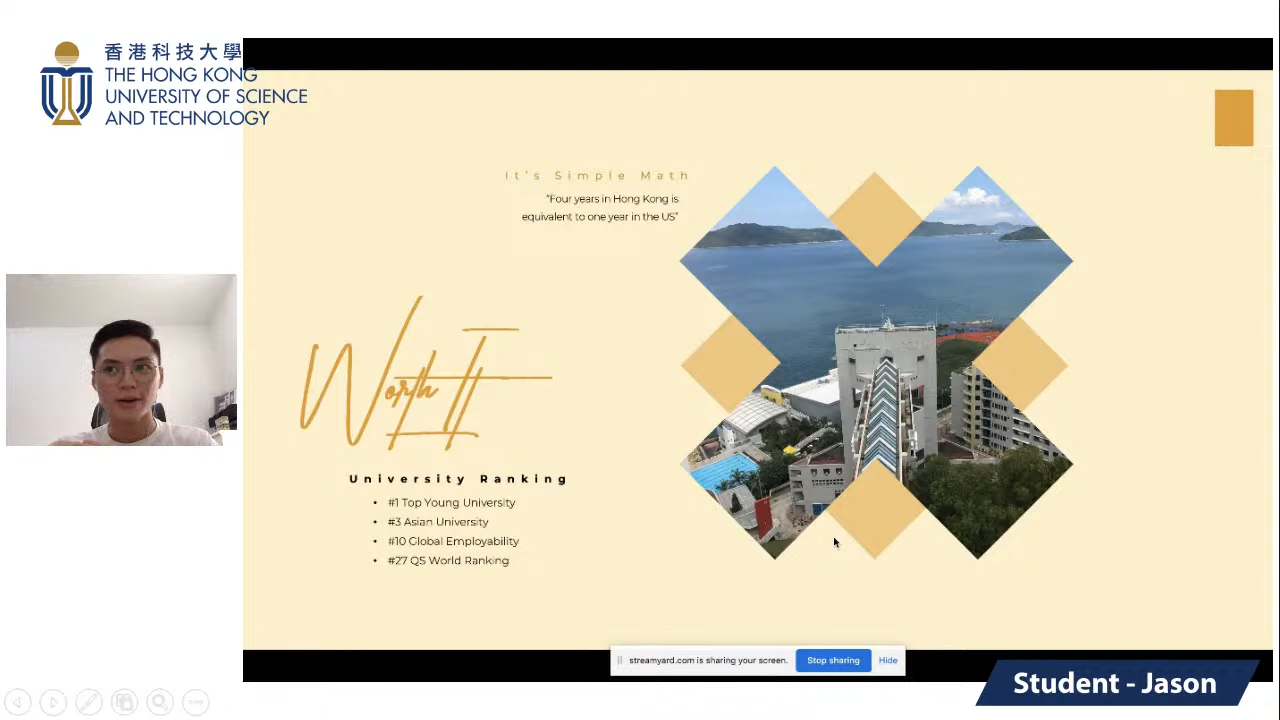 香港科技大學
THE HONG KONG
UNIVERSITY OF SCIENCE
AND TECHNOLOGY
It's Simple Math
"Four years in Hong Kong is
equivalent to one year in the US"
Worth It
University Ranking
• #1 Top Young University
• #3 Asian University
• #10 Global Employability
• #27 QS World Ranking
streamyard.com is sharing your screen. Stop sharing Hide
Student - Jason